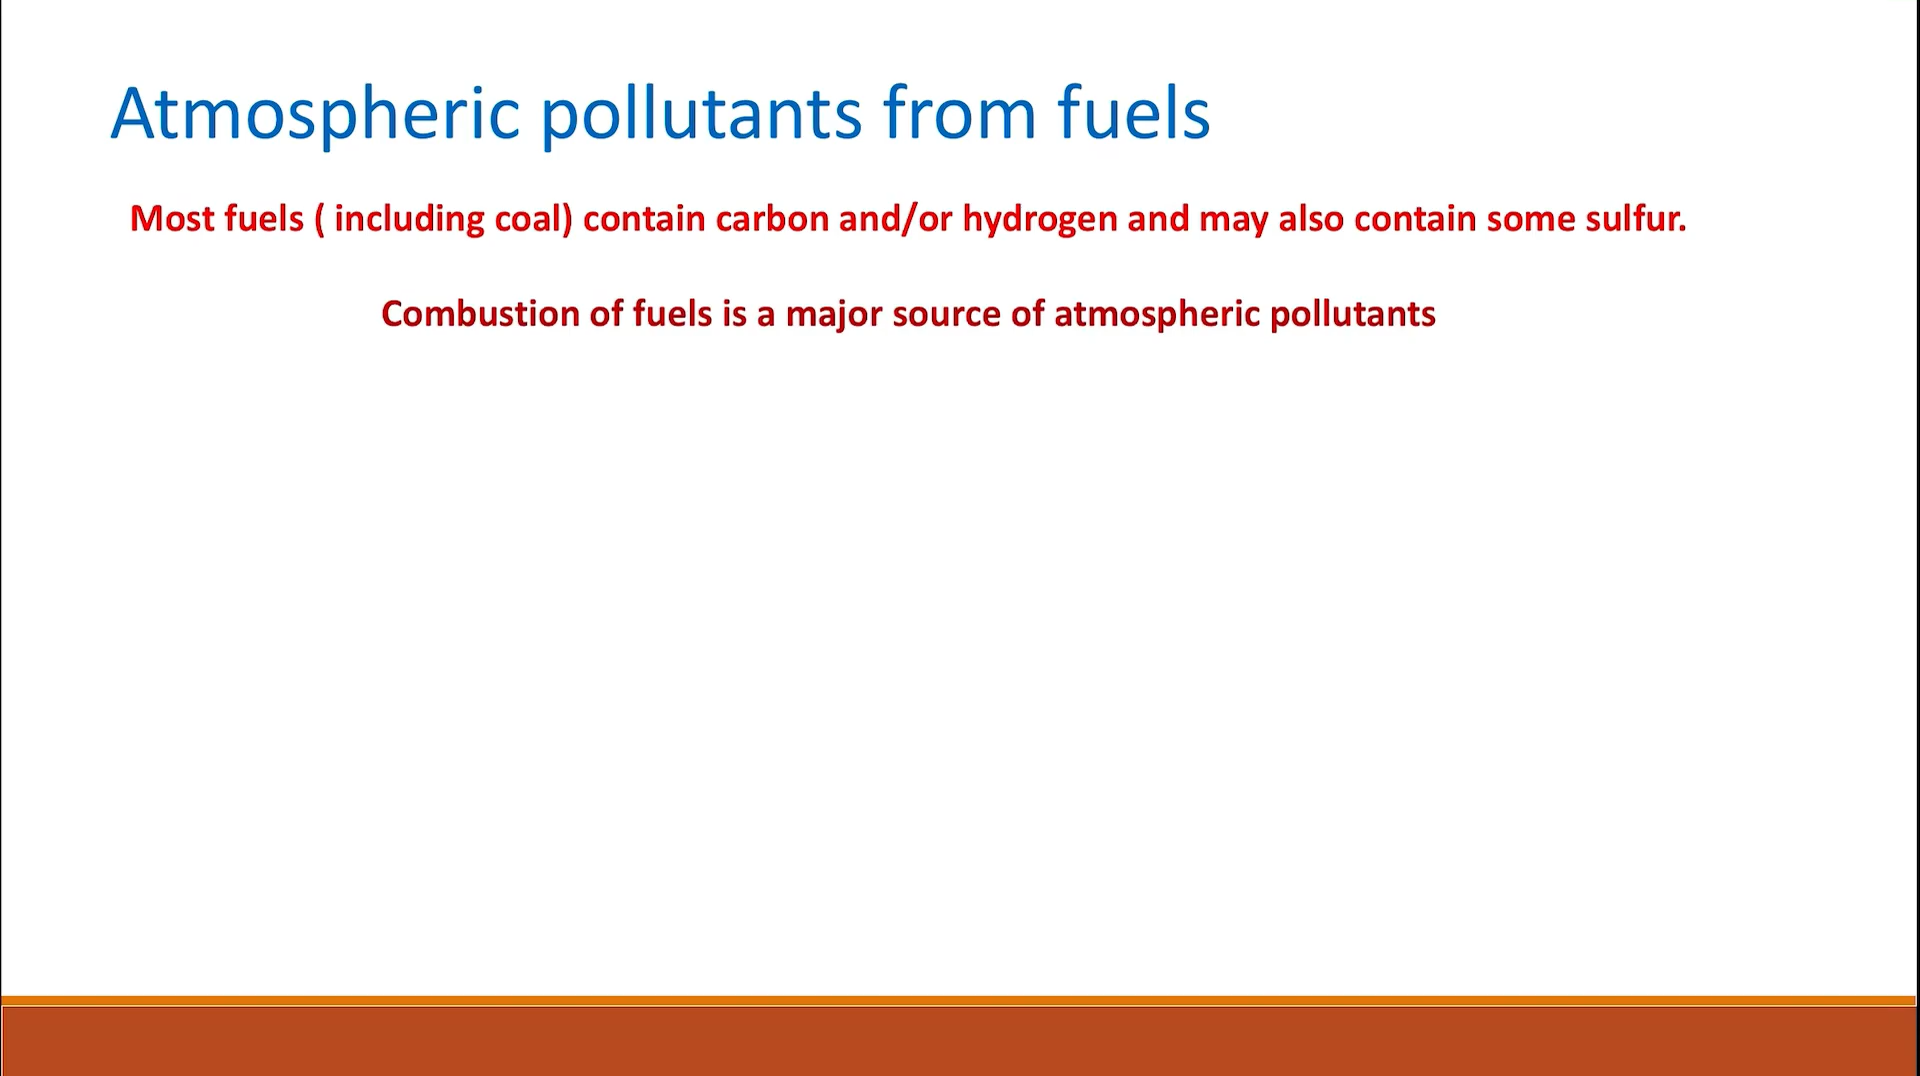 Atmospheric pollutants from fuels
Most fuels ( including coal) contain carbon and/or hydrogen and may also contain some sulfur.
Combustion of fuels is a major source of atmospheric pollutants